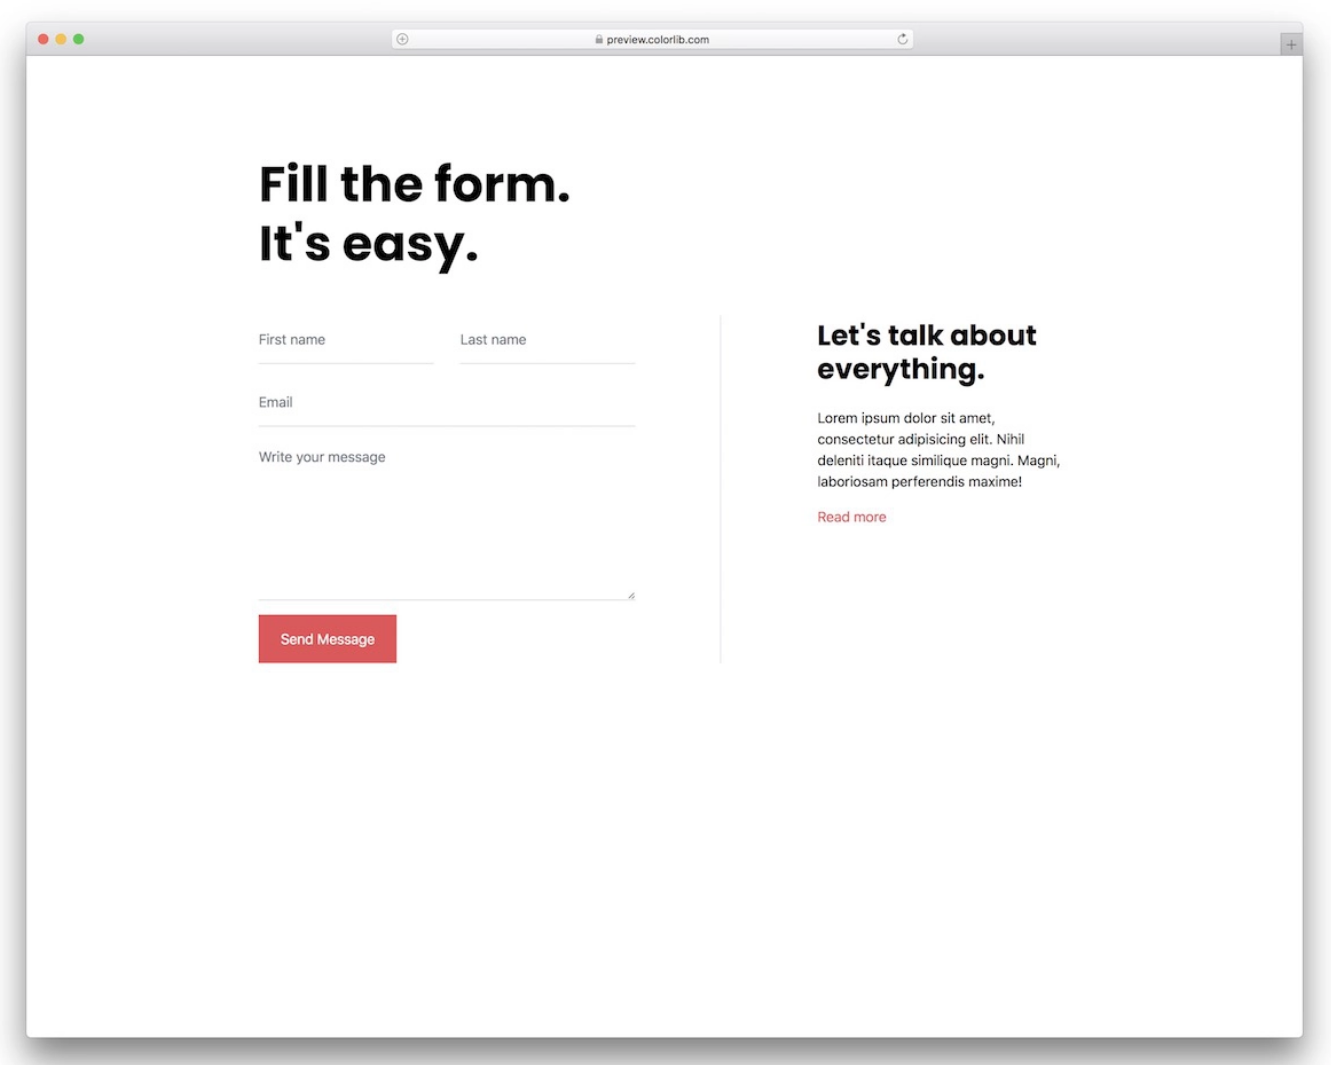 preview.colorlib.com
Fill the form.
It's easy.
First name
Last name
Email
Write your message
Send Message
Let's talk about
everything.
Lorem ipsum dolor sit amet,
consectetur adipisicing elit. Nihil
deleniti itaque similique magni. Magni,
laboriosam perferendis maxime!
Read more